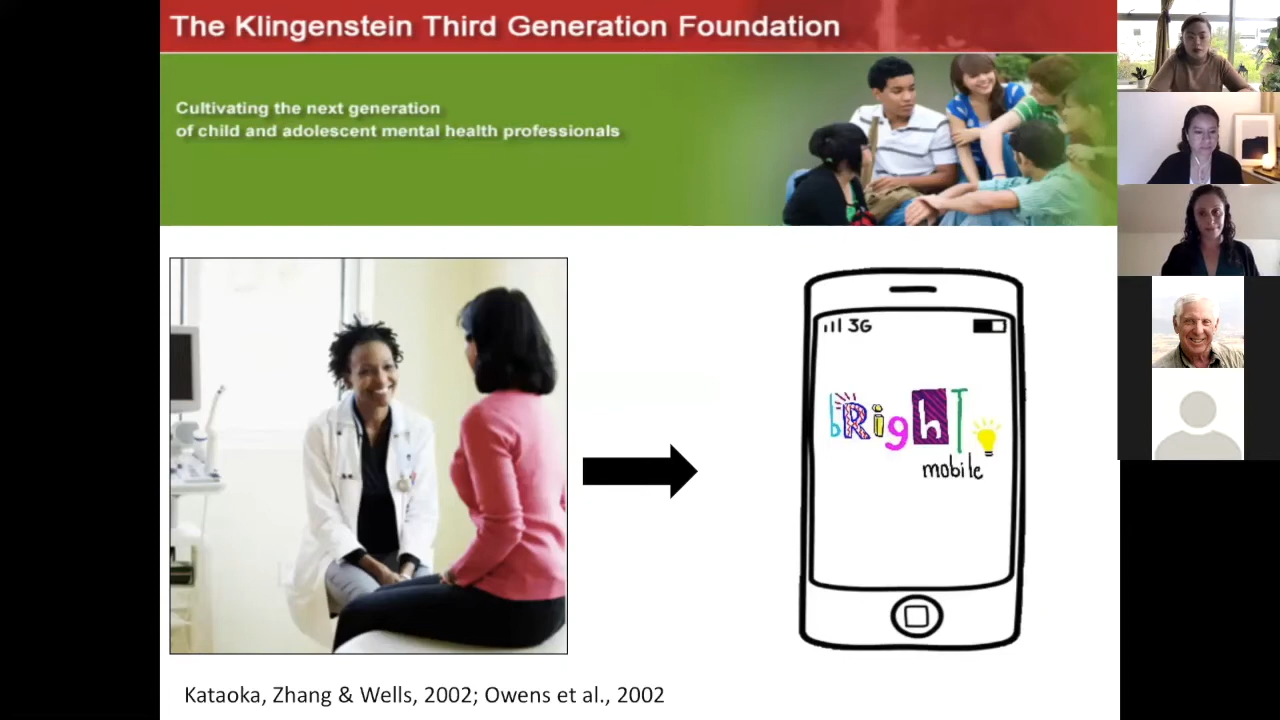 The Klingenstein Third Generation Foundation
Cultivating the next generation
of child and adolescent mental health professionals
3G
bRighT
mobile
Kataoka, Zhang & Wells, 2002; Owens et al., 2002